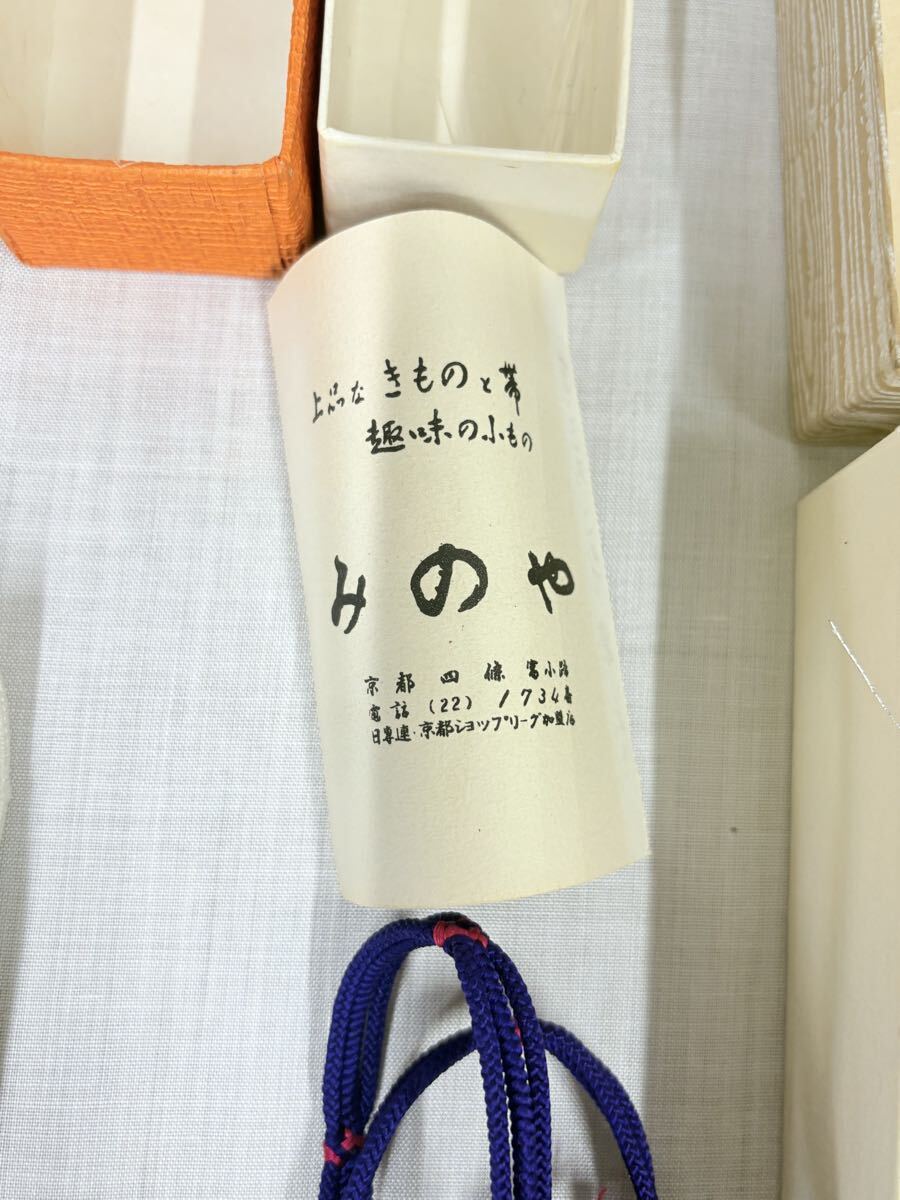 上品な きものと帯
趣味の小もの
みのや
京都 四條 富小路
電話 (22) 1734番
日専連・京都ショップリーグ加盟店